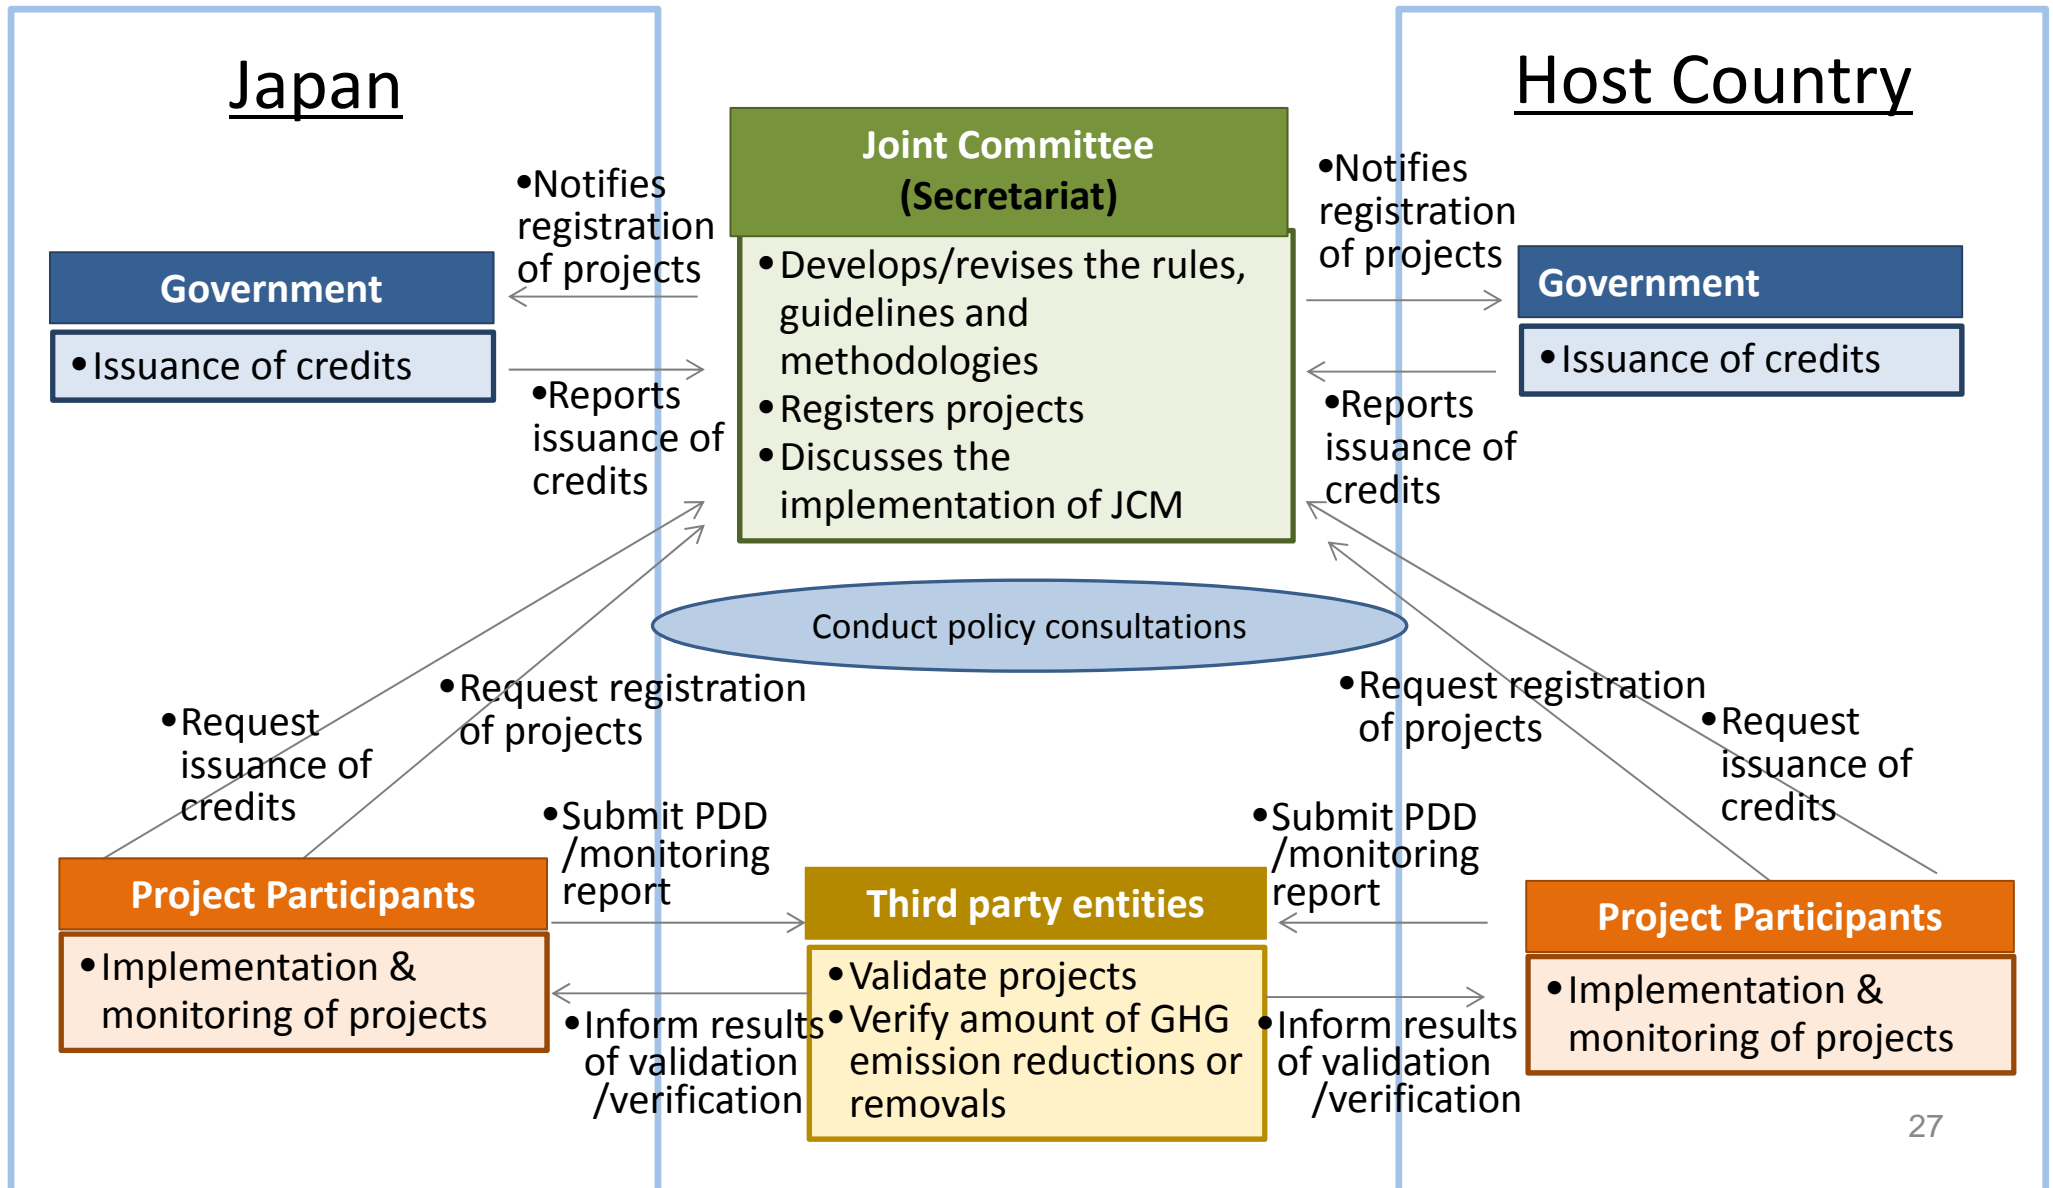 Japan
Host Country
Joint Committee
(Secretariat)
•Notifies
registration
of projects
•Notifies
registration
of projects
Government
•Issuance of credits
•Develops/revises the rules,
guidelines and
methodologies
•Registers projects
•Discusses the
implementation of JCM
Government
•Issuance of credits
•Reports
issuance of
credits
•Reports
issuance of
credits
Conduct policy consultations
•Request
issuance of
credits
•Request registration
of projects
•Request registration
of projects
•Request
issuance of
credits
•Submit PDD
/monitoring
report
•Submit PDD
/monitoring
report
Project Participants
•Implementation &
monitoring of projects
Third party entities
•Validate projects
•Verify amount of GHG
emission reductions or
removals
Project Participants
•Implementation &
monitoring of projects
•Inform results
of validation
/verification
•Inform results
of validation
/verification
27